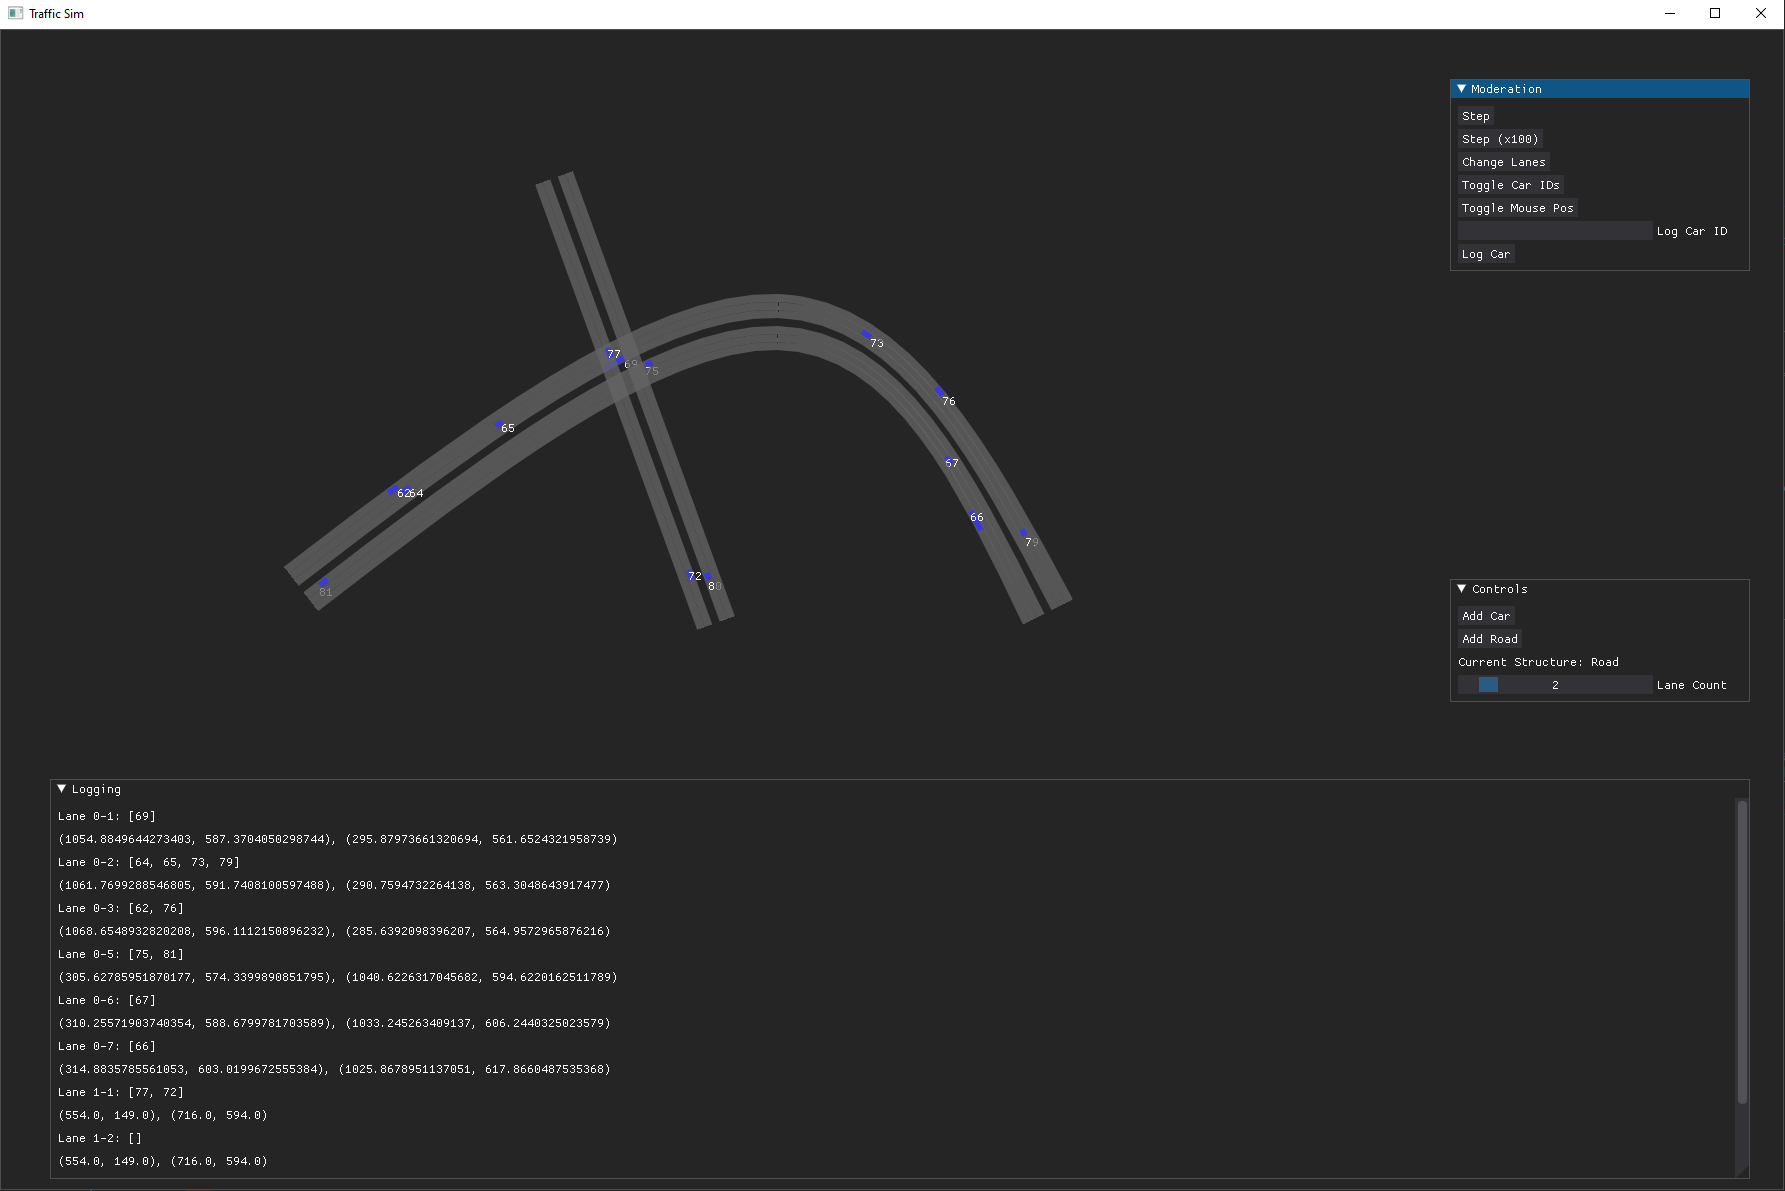 Traffic Sim
Moderation
Step
Step (x100)
Change Lanes
Toggle Car IDs
Toggle Mouse Pos
Log Car ID
Log Car
77
69
75
73
76
65
67
62
64
66
79
72
80
81
Controls
Add Car
Add Road
Current Structure: Road
2 Lane Count
Logging
Lane 0-1: [69]
(1054.8849644273403, 587.3704050298744), (295.87973661320694, 561.6524321958739)
Lane 0-2: [64, 65, 73, 79]
(1061.7699288546805, 591.7408100597488), (290.7594732264138, 563.3048643917477)
Lane 0-3: [62, 76]
(1068.6548932820208, 596.1112150896232), (285.6392098396207, 564.9572965876216)
Lane 0-5: [75, 81]
(305.62785951870177, 574.3399890851795), (1040.6226317045682, 594.6220162511789)
Lane 0-6: [67]
(310.25571903740354, 588.6799781703589), (1033.245263409137, 606.2440325023579)
Lane 0-7: [66]
(314.8835785561053, 603.0199672555384), (1025.8678951137051, 617.8660487535368)
Lane 1-1: [77, 72]
(554.0, 149.0), (716.0, 594.0)
Lane 1-2: []
(554.0, 149.0), (716.0, 594.0)